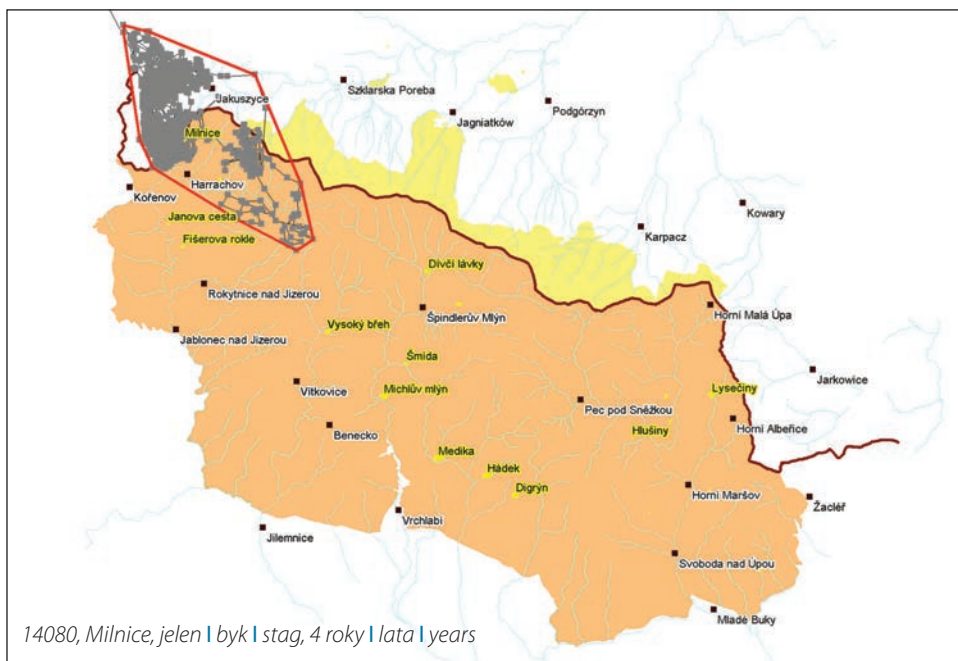 Szklarska Poreba
Jakuszyce
Podgórzyn
Jagniatków
Milnice
Harrachov
Kořenov
Kowary
Janova cesta
Karpacz
Fišerova rokle
Dívčí lávky
Rokytnice nad Jizerou
Horní Malá Úpa
Špindlerův Mlýn
Vysoký břeh
Jablonec nad Jizerou
Šmída
Jarkowice
Vítkovice
Michlův mlýn
Lysečiny
Pec pod Sněžkou
Horní Albeřice
Benecko
Hlušiny
Medika
Hádek
Horní Maršov
Digrýn
Žacléř
Vrchlabí
Jilemnice
Svoboda nad Úpou
Mladé Buky
14080, Milnice, jelen | byk | stag, 4 roky | lata | years